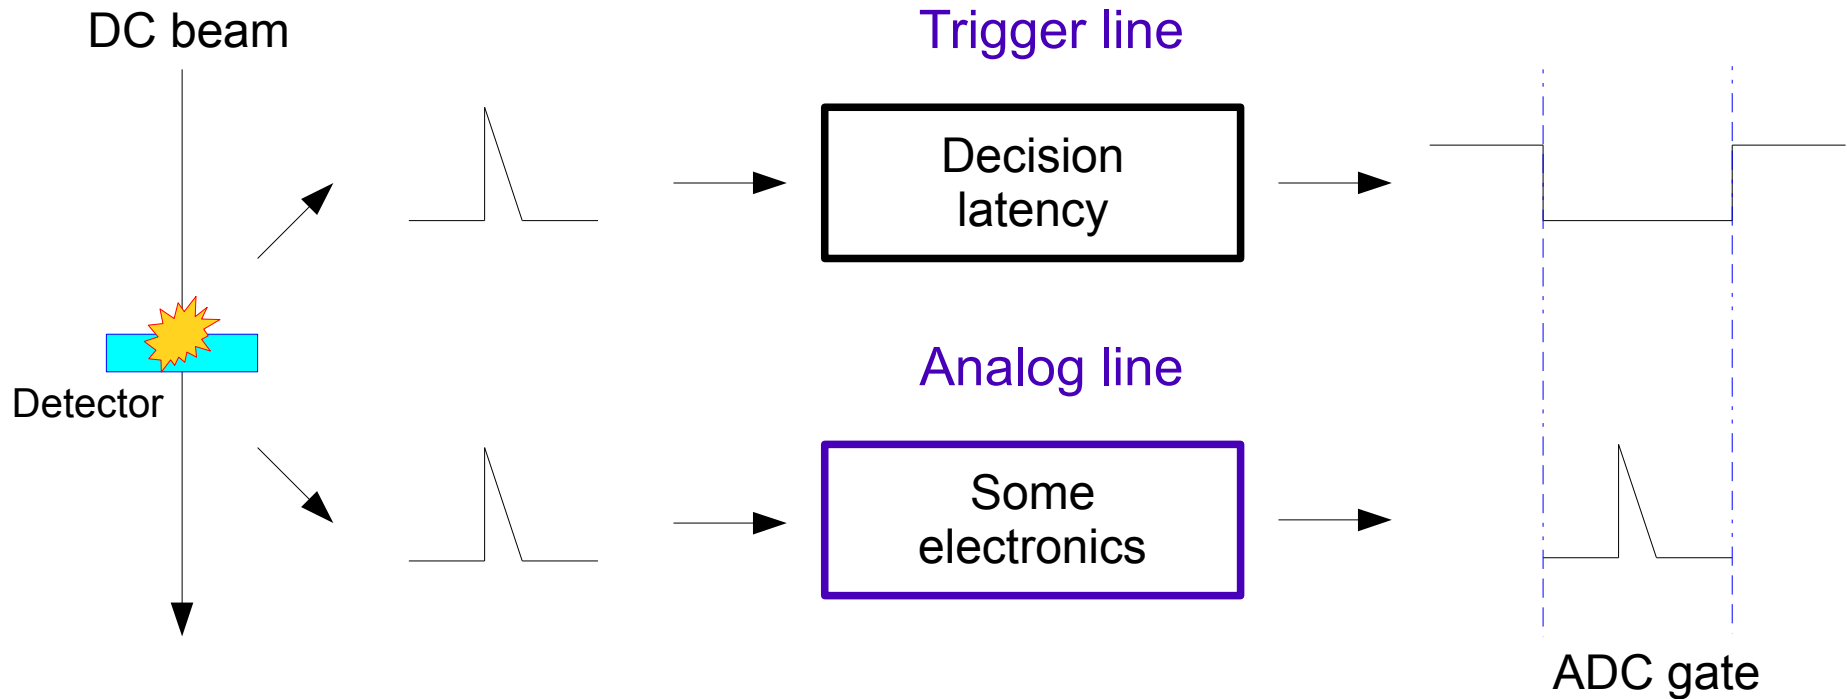 DC beam
Trigger line
Decision
latency
Detector
Analog line
Some
electronics
ADC gate